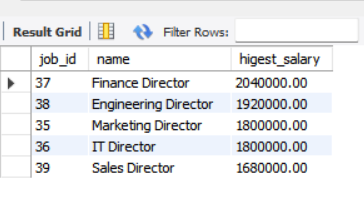 Result Grid Filter Rows:
job_id name higest_salary
37 Finance Director 2040000.00
38 Engineering Director 1920000.00
35 Marketing Director 1800000.00
36 IT Director 1800000.00
39 Sales Director 1680000.00